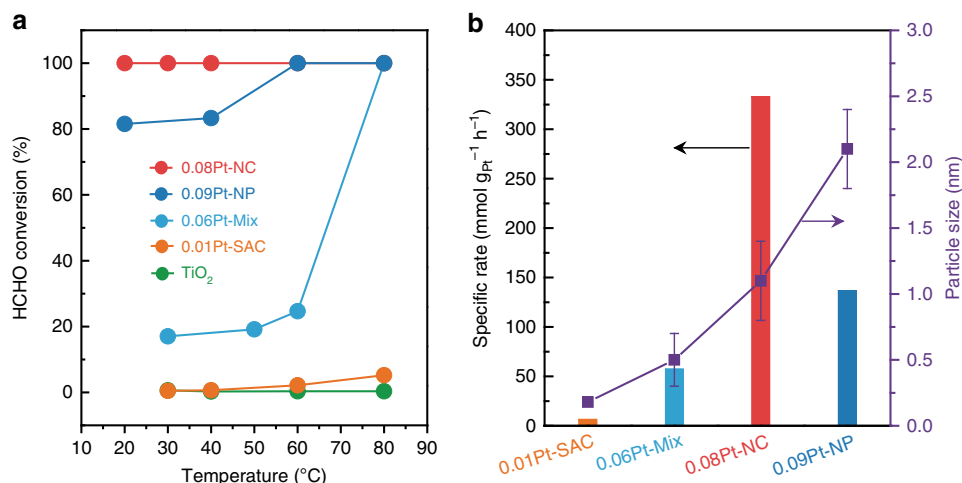 a
HCHO conversion (%)
100
80
60
40
20
0
0.08Pt-NC
0.09Pt-NP
0.06Pt-Mix
0.01Pt-SAC
TiO₂
10 20 30 40 50 60 70 80 90
Temperature (°C)
b
Specific rate (mmol gPt⁻¹ h⁻¹)
400
350
300
250
200
150
100
50
0
3.0
2.5
2.0
1.5
1.0
0.5
0.0
Particle size (nm)
0.01Pt-SAC
0.06Pt-Mix
0.08Pt-NC
0.09Pt-NP